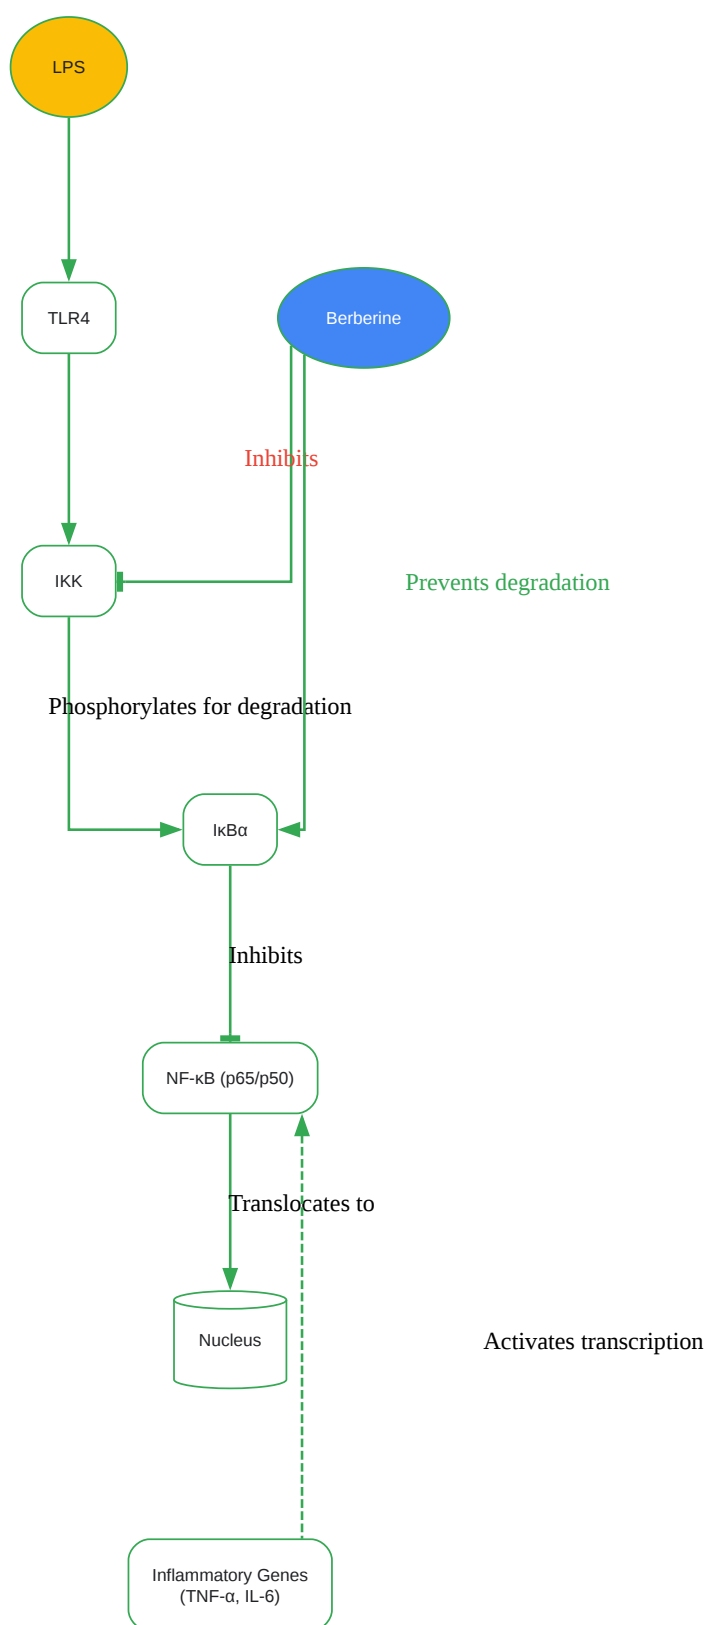 LPS
TLR4
Berberine
Inhibits
IKK
Prevents degradation
Phosphorylates for degradation
IκBα
Inhibits
NF-κB (p65/p50)
Translocates to
Nucleus
Activates transcription
Inflammatory Genes
(TNF-α, IL-6)